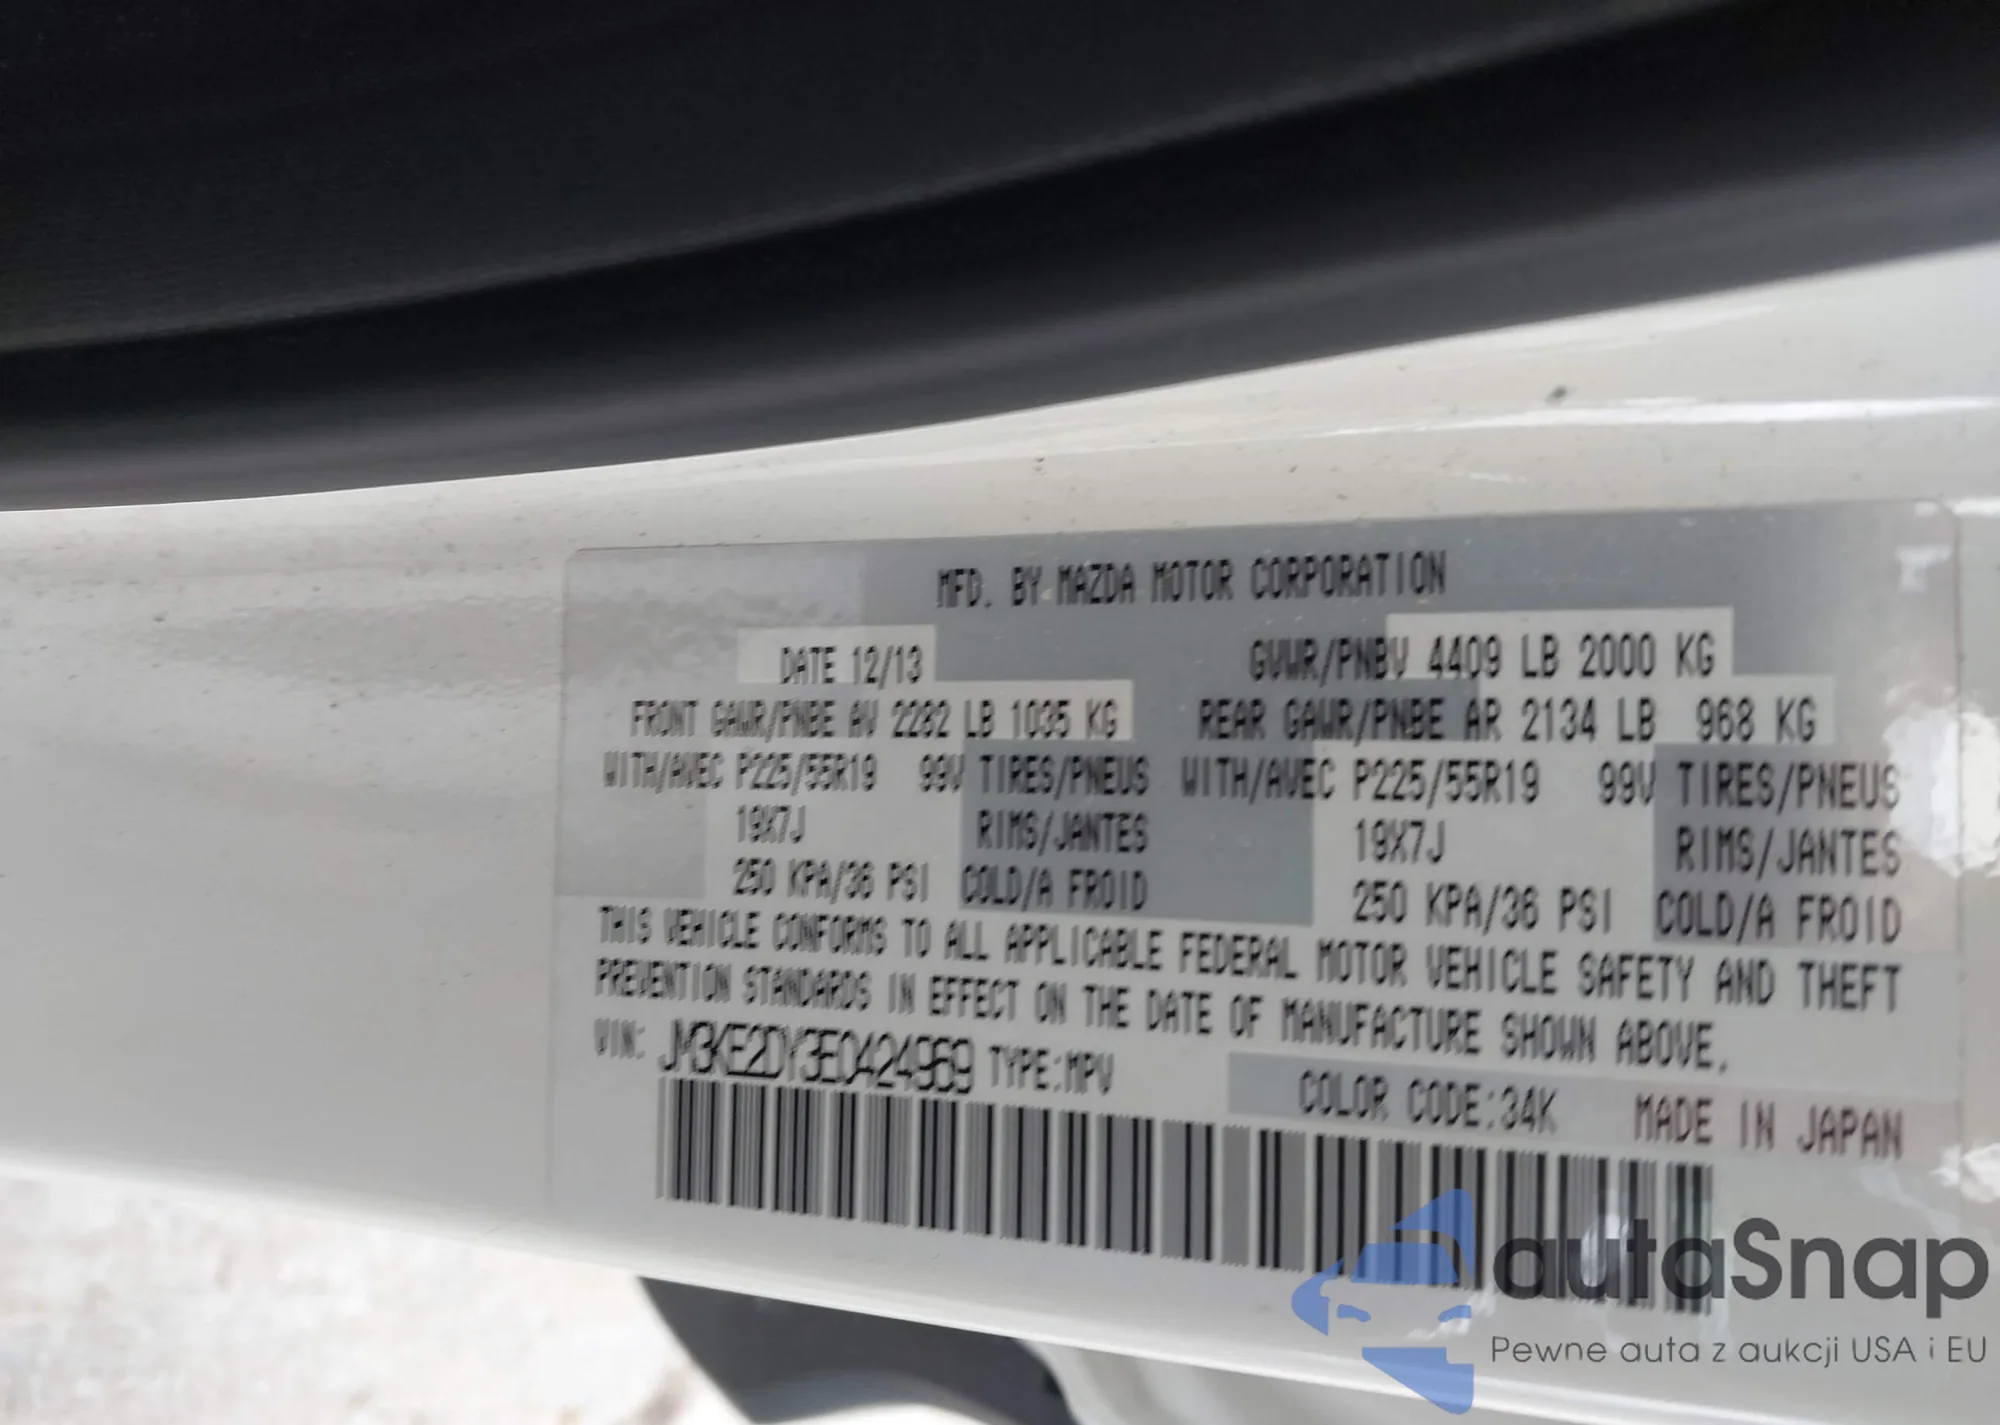 MFD. BY MAZDA MOTOR CORPORATION
DATE 12/13 GVWR/PNBV 4409 LB 2000 KG
FRONT GAWR/PNBE AV 2282 LB 1035 KG REAR GAWR/PNBE AR 2134 LB 968 KG
WITH/AVEC P225/55R19 99V TIRES/PNEUS WITH/AVEC P225/55R19 99V TIRES/PNEUS
19X7J RIMS/JANTES 19X7J RIMS/JANTES
250 KPA/36 PSI COLD/A FROID 250 KPA/36 PSI COLD/A FROID
THIS VEHICLE CONFORMS TO ALL APPLICABLE FEDERAL MOTOR VEHICLE SAFETY AND THEFT
PREVENTION STANDARDS IN EFFECT ON THE DATE OF MANUFACTURE SHOWN ABOVE.
VIN: JM3KE2DY3E0424969 TYPE:MPV COLOR CODE:34K MADE IN JAPAN
autaSnap
Pewne auta z aukcji USA i EU